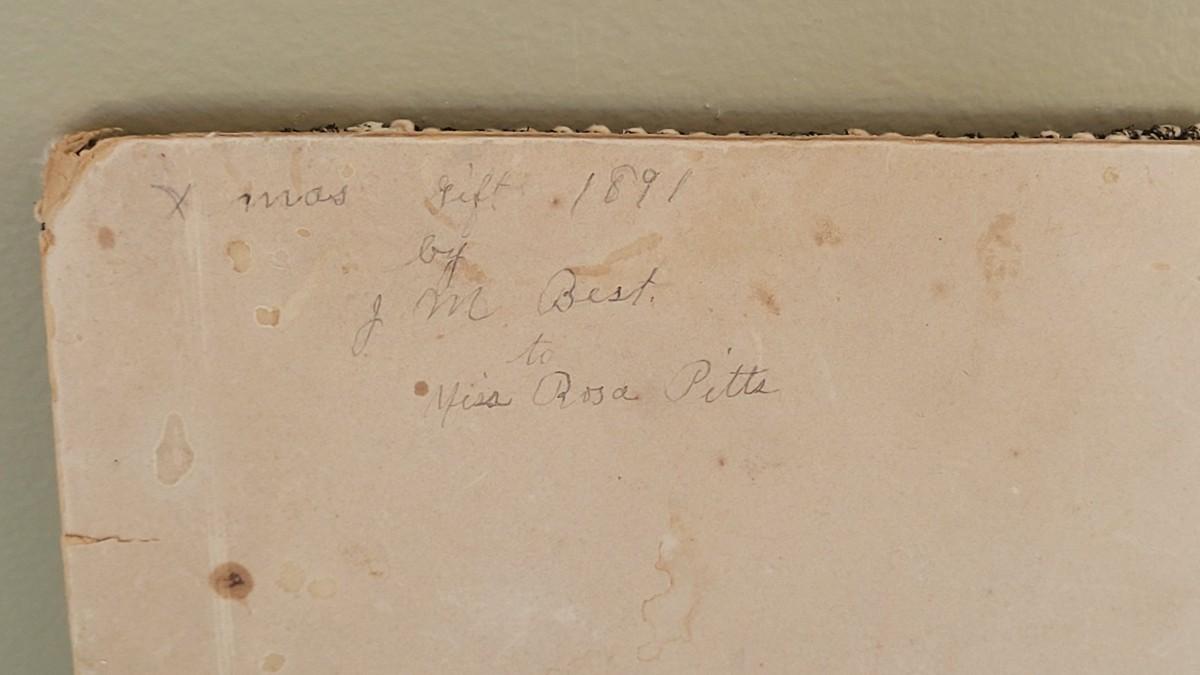 X mas gift 1891
by
J M Best.
to
Miss Rosa Pitts